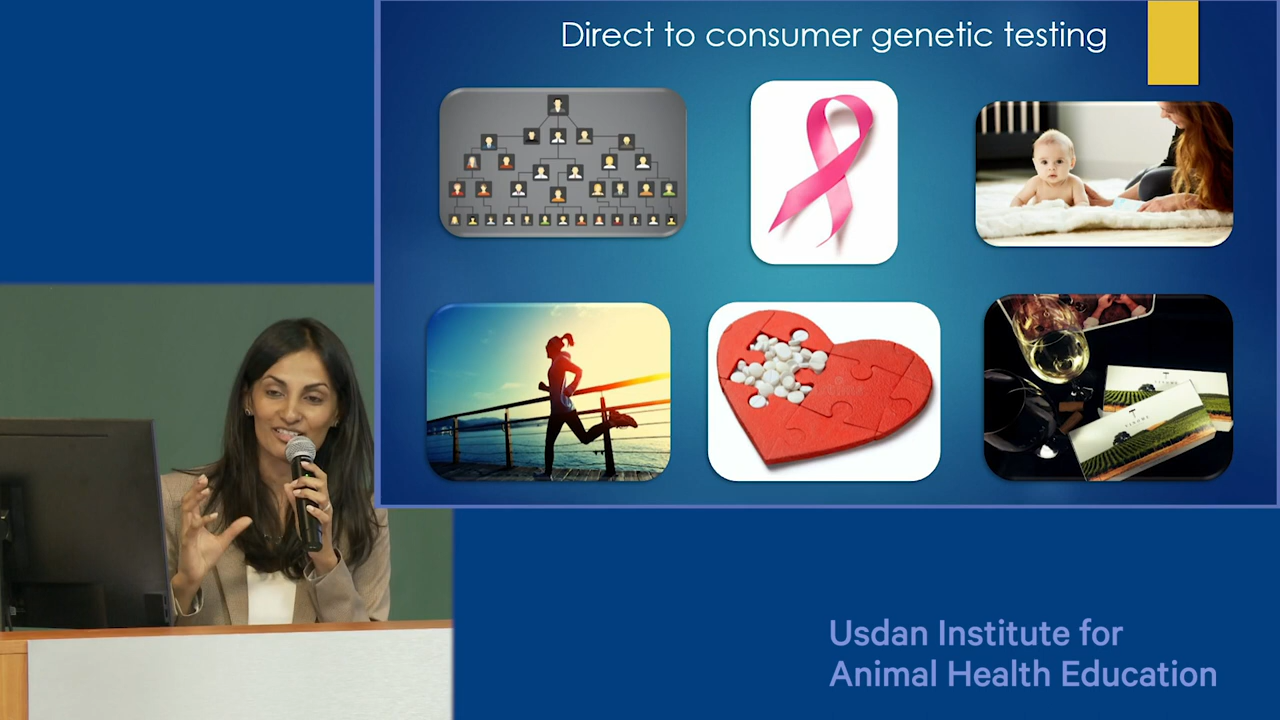 Direct to consumer genetic testing
Usdan Institute for
Animal Health Education